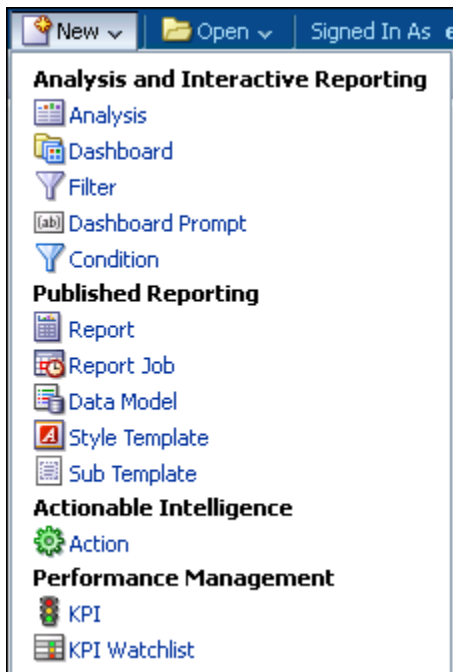 New Open Signed In As
Analysis and Interactive Reporting
Analysis
Dashboard
Filter
(ab) Dashboard Prompt
Condition
Published Reporting
Report
Report Job
Data Model
A Style Template
Sub Template
Actionable Intelligence
Action
Performance Management
KPI
KPI Watchlist